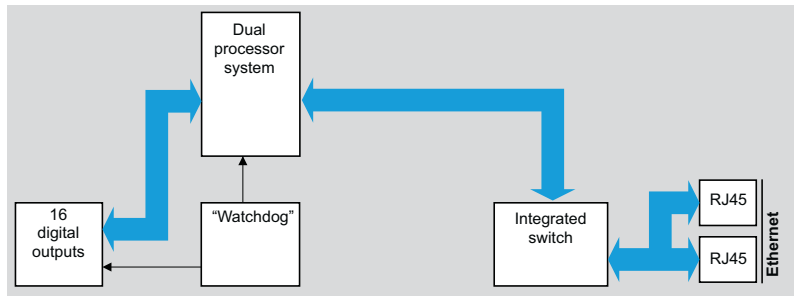 Dual
processor
system
16
digital
outputs
“Watchdog”
Integrated
switch
RJ45
RJ45
Ethernet